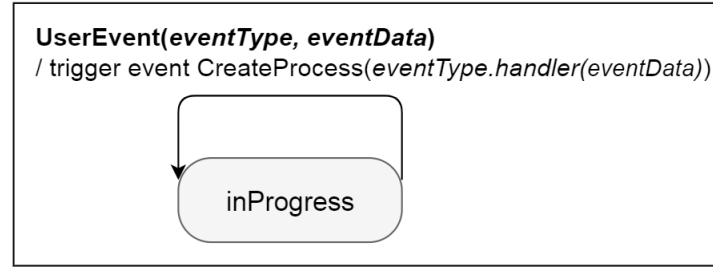 UserEvent(eventType, eventData)
/ trigger event CreateProcess(eventType.handler(eventData))
inProgress